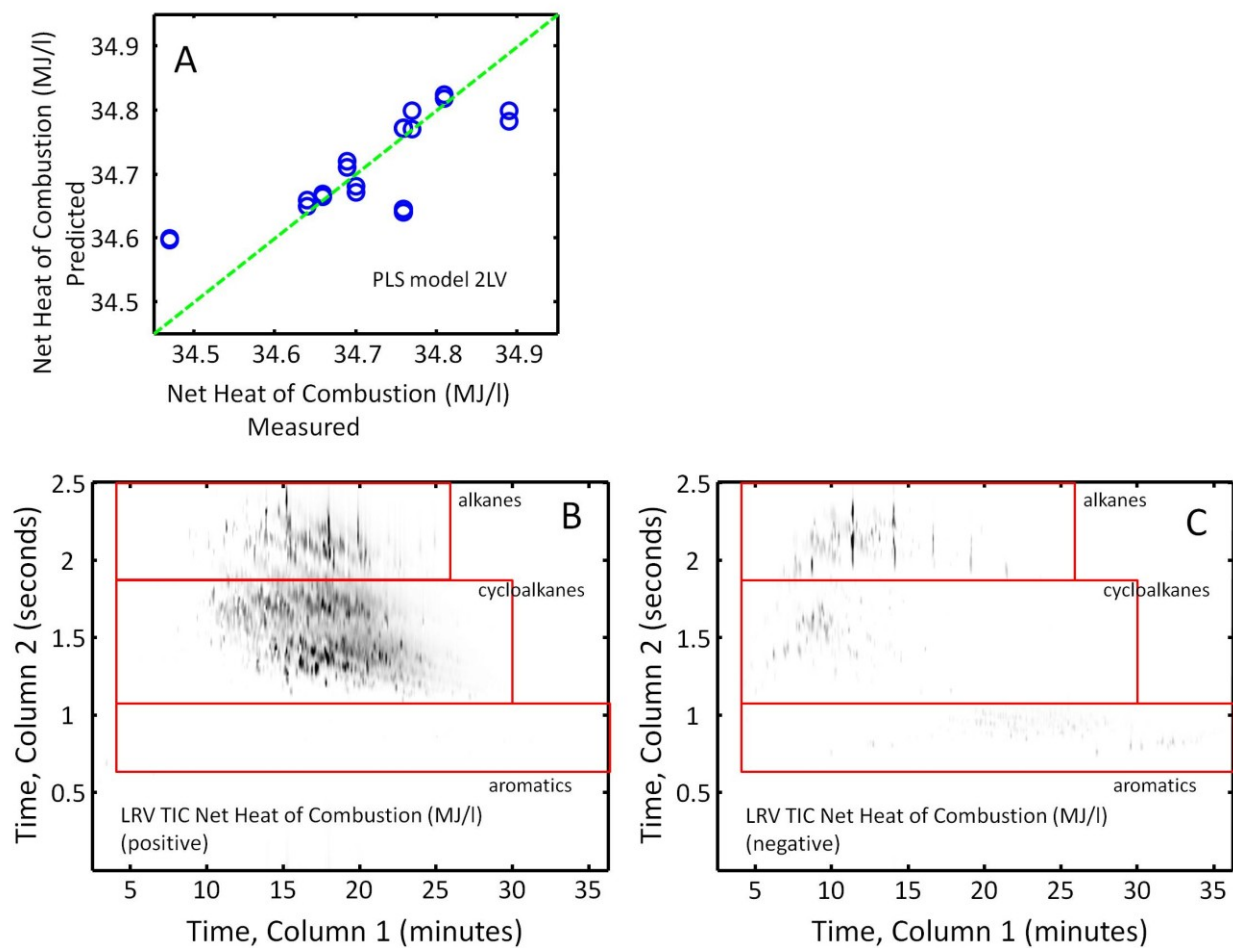 A
Net Heat of Combustion (MJ/l)
Predicted
34.9
34.8
34.7
34.6
34.5
PLS model 2LV
34.5 34.6 34.7 34.8 34.9
Net Heat of Combustion (MJ/l)
Measured
B
Time, Column 2 (seconds)
2.5
2
1.5
1
0.5
alkanes
cycloalkanes
aromatics
LRV TIC Net Heat of Combustion (MJ/l)
(positive)
5 10 15 20 25 30 35
Time, Column 1 (minutes)
C
Time, Column 2 (seconds)
2.5
2
1.5
1
0.5
alkanes
cycloalkanes
aromatics
LRV TIC Net Heat of Combustion (MJ/l)
(negative)
5 10 15 20 25 30 35
Time, Column 1 (minutes)